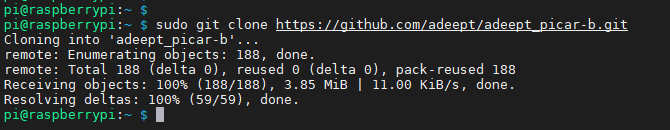 pi@raspberrypi:~ $
pi@raspberrypi:~ $ sudo git clone https://github.com/adeept/adeept_picar-b.git
Cloning into 'adeept_picar-b'...
remote: Enumerating objects: 188, done.
remote: Total 188 (delta 0), reused 0 (delta 0), pack-reused 188
Receiving objects: 100% (188/188), 3.85 MiB | 11.00 KiB/s, done.
Resolving deltas: 100% (59/59), done.
pi@raspberrypi:~ $